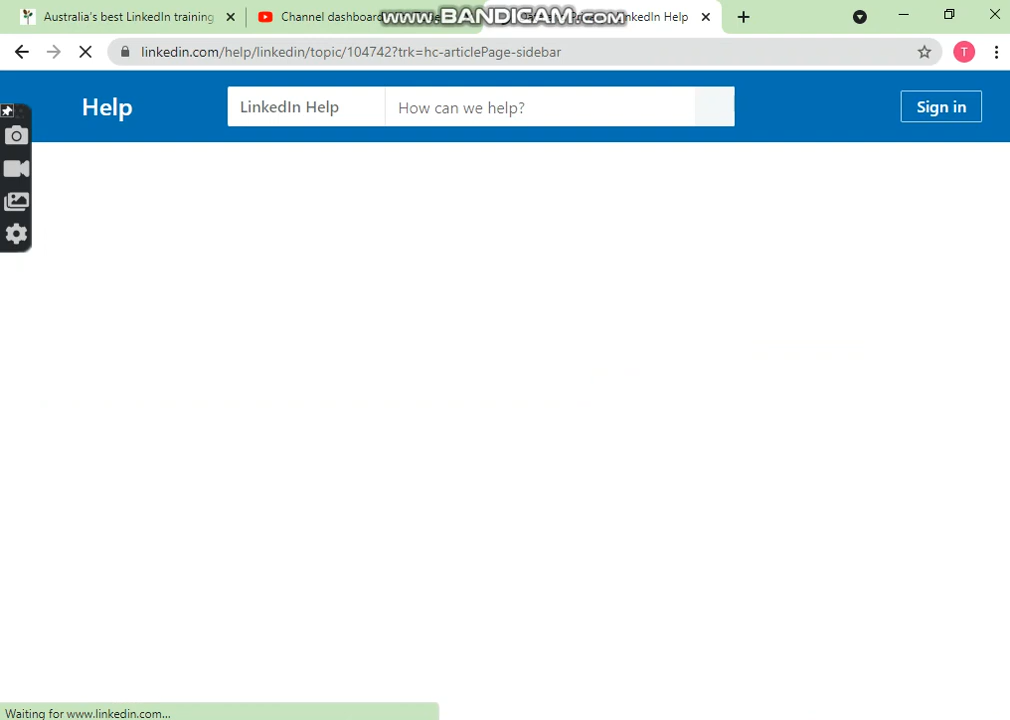 Australia's best LinkedIn training
Channel dashboard
www.BANDICAM.com
LinkedIn Help
linkedin.com/help/linkedin/topic/104742?trk=hc-articlePage-sidebar
T
Help
LinkedIn Help
How can we help?
Sign in
Waiting for www.linkedin.com...